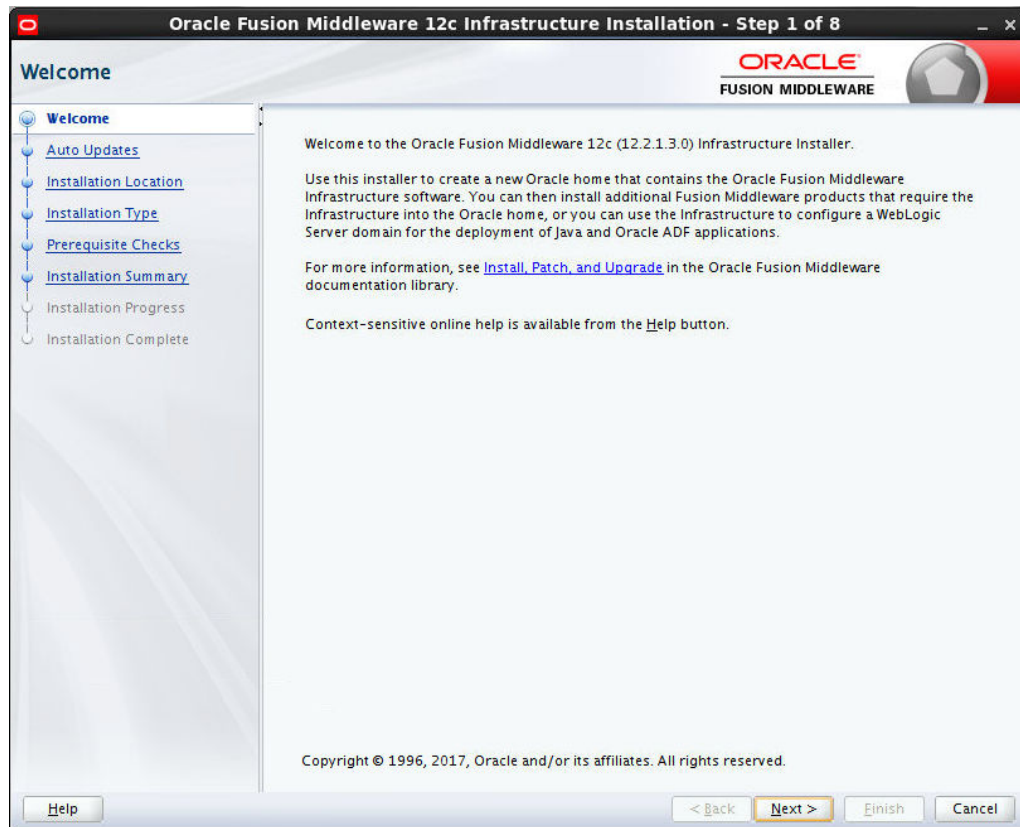 Oracle Fusion Middleware 12c Infrastructure Installation - Step 1 of 8
Welcome
ORACLE
FUSION MIDDLEWARE
Welcome
Auto Updates
Installation Location
Installation Type
Prerequisite Checks
Installation Summary
Installation Progress
Installation Complete
Welcome to the Oracle Fusion Middleware 12c (12.2.1.3.0) Infrastructure Installer.
Use this installer to create a new Oracle home that contains the Oracle Fusion Middleware
Infrastructure software. You can then install additional Fusion Middleware products that require the
Infrastructure into the Oracle home, or you can use the Infrastructure to configure a WebLogic
Server domain for the deployment of Java and Oracle ADF applications.
For more information, see Install, Patch, and Upgrade in the Oracle Fusion Middleware
documentation library.
Context-sensitive online help is available from the Help button.
Copyright © 1996, 2017, Oracle and/or its affiliates. All rights reserved.
Help
< Back
Next >
Finish
Cancel